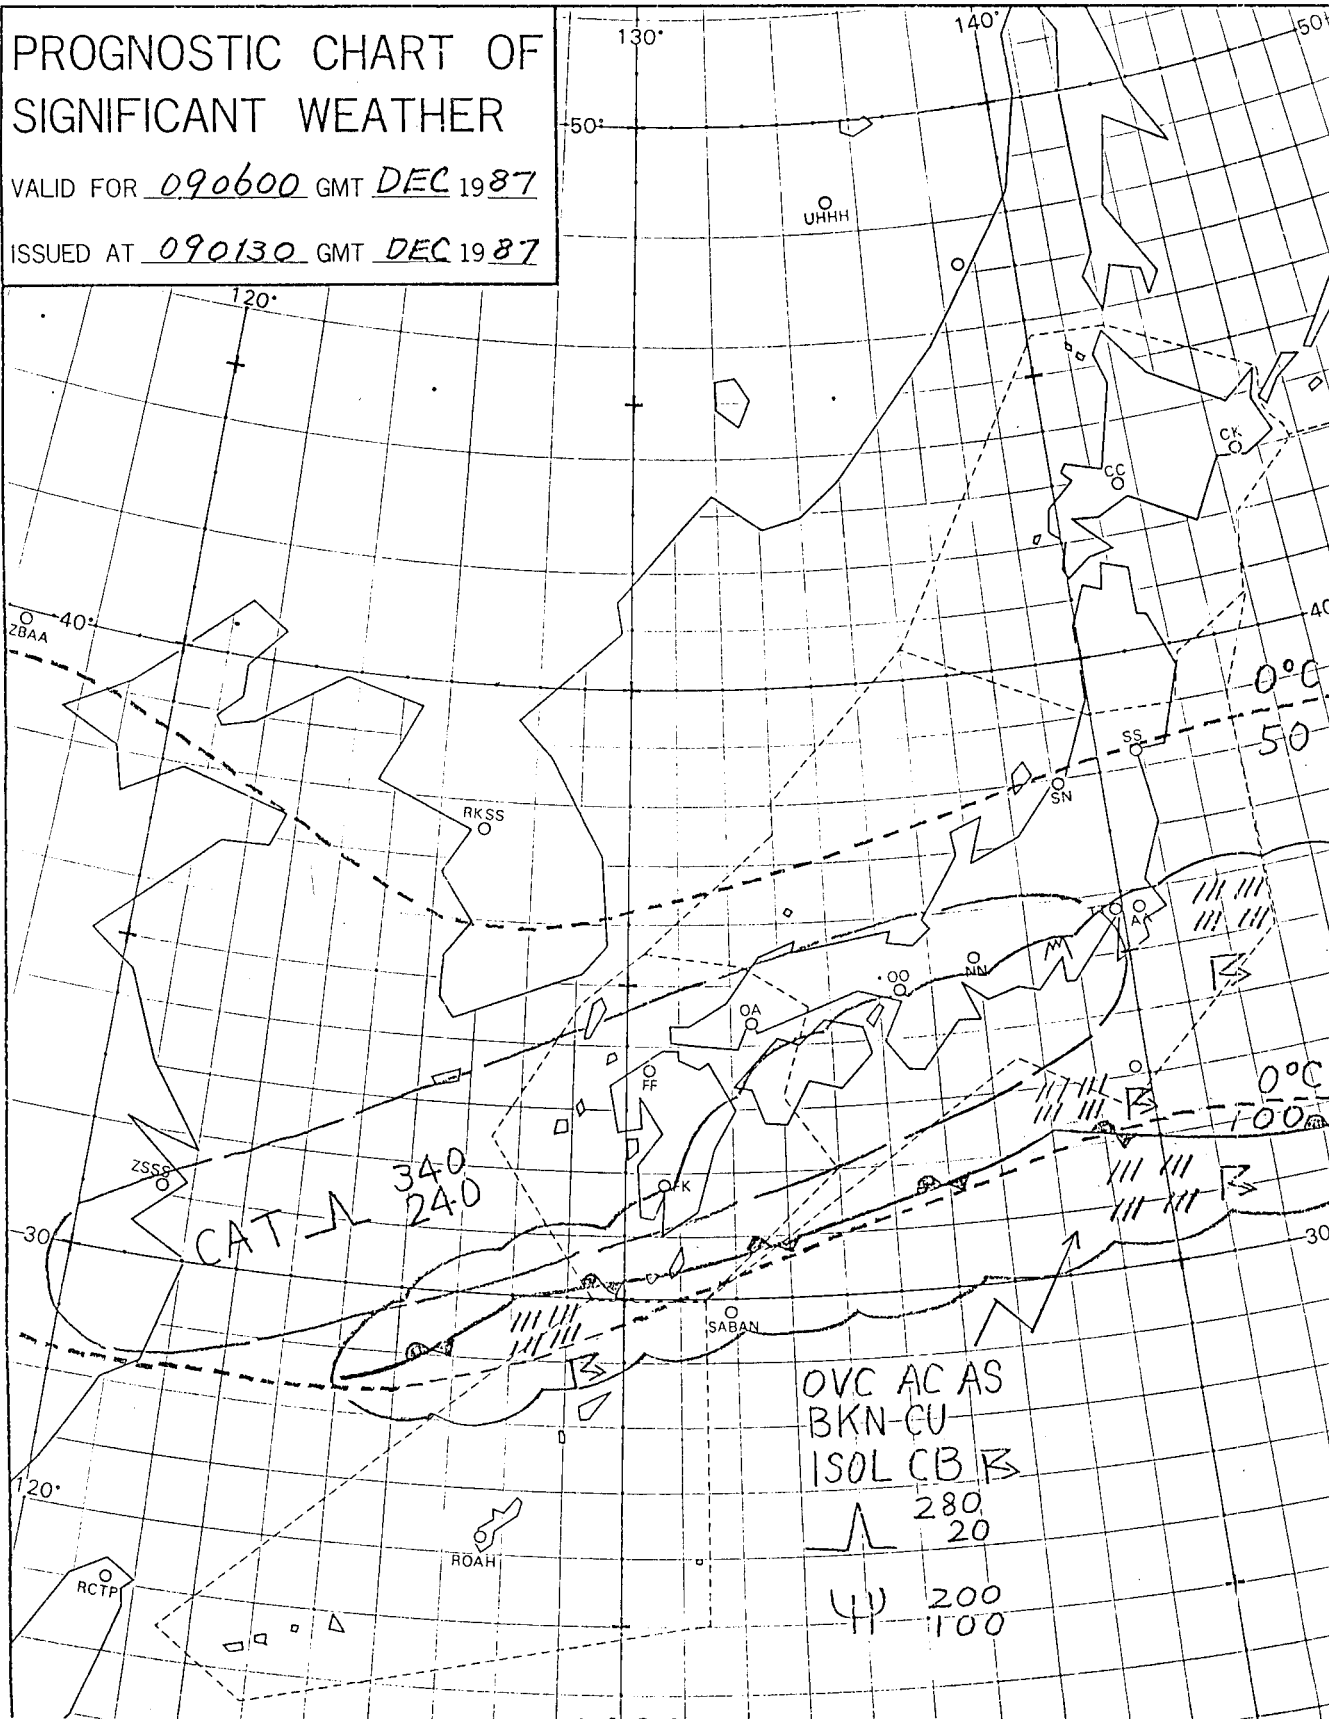 PROGNOSTIC CHART OF
SIGNIFICANT WEATHER
VALID FOR 090600 GMT DEC 1987
ISSUED AT 090130 GMT DEC 1987
130°
140°
50°
50°
UHHH
120°
CK
CC
ZBAA
40°
40
0°C
50
SS
SN
RKSS
A
NN
OO
OA
FF
0°C
100
ZSSS
340
240
CAT
FK
30
30
SABAN
OVC AC AS
BKN CU
ISOL CB
280
20
200
100
120°
ROAH
RCTP